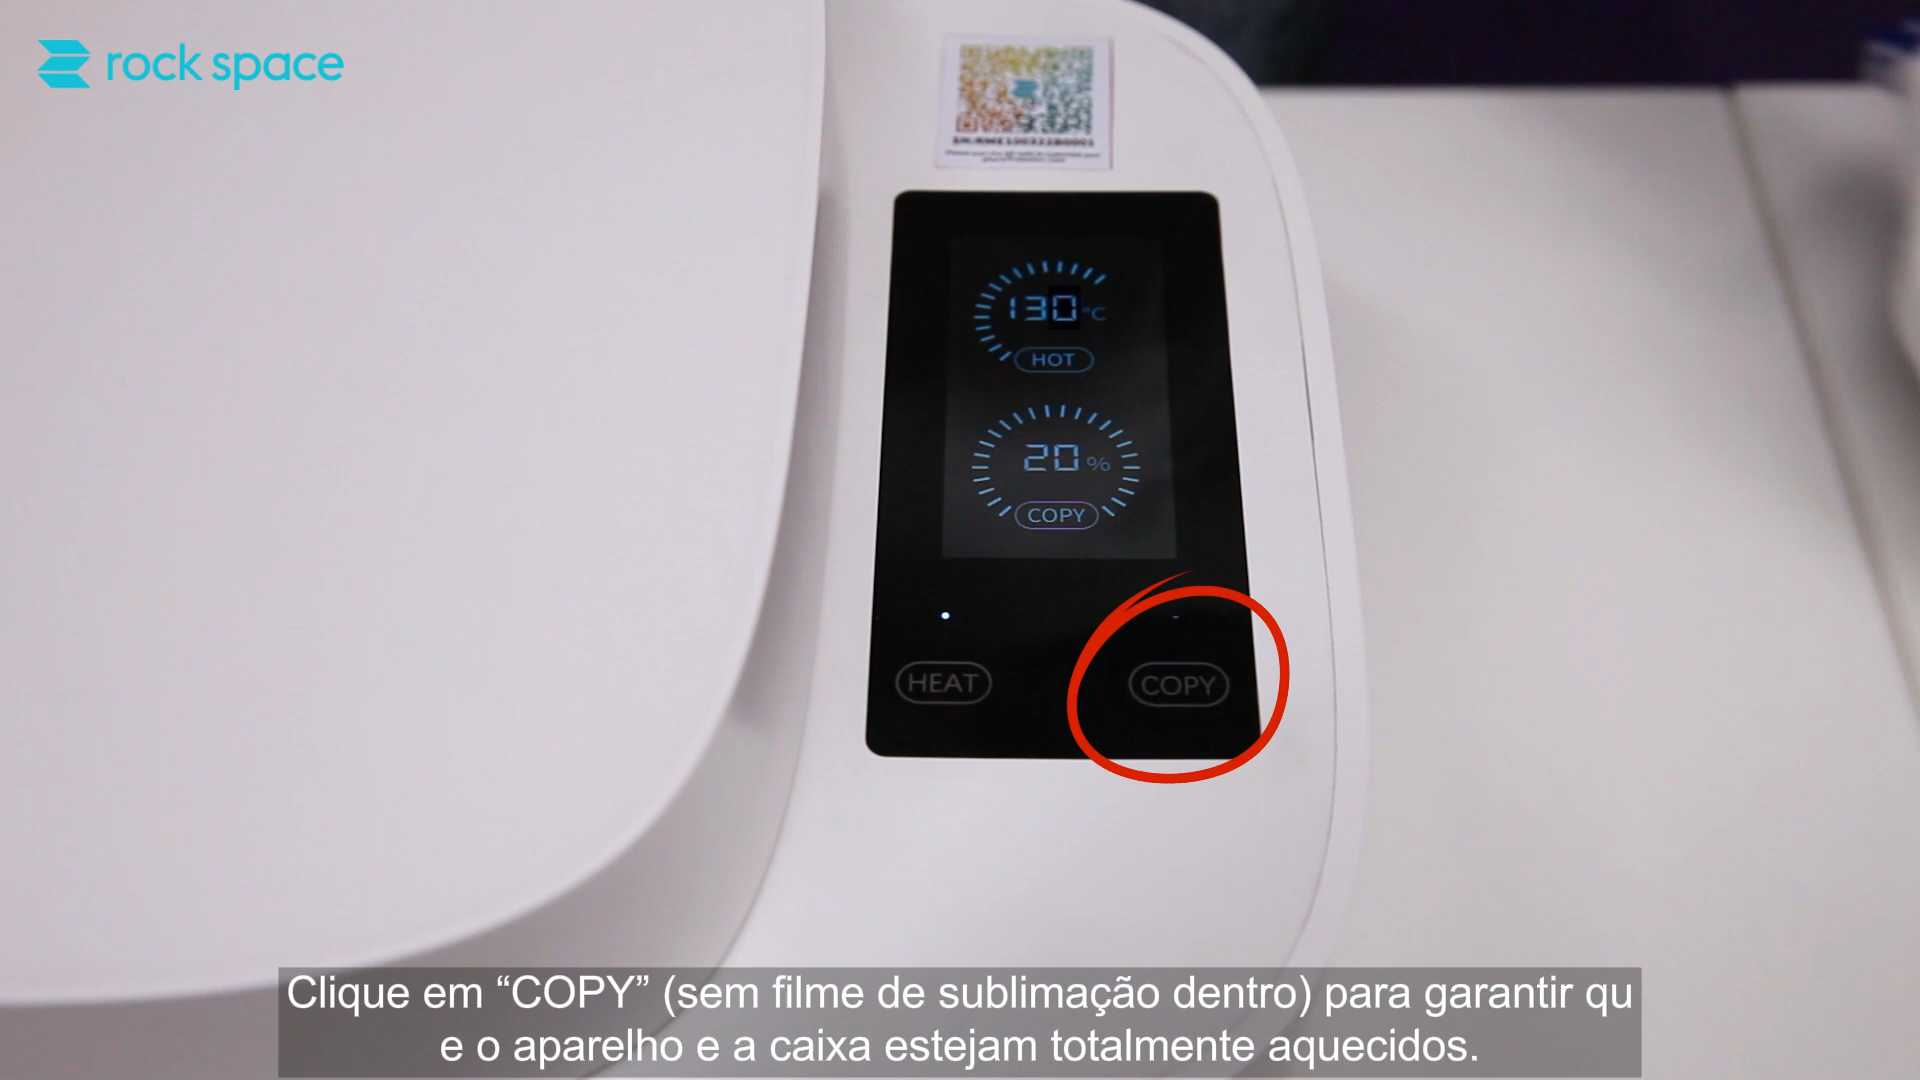 rock space
130 °C
HOT
20 %
COPY
HEAT
COPY
Clique em “COPY” (sem filme de sublimação dentro) para garantir qu
e o aparelho e a caixa estejam totalmente aquecidos.